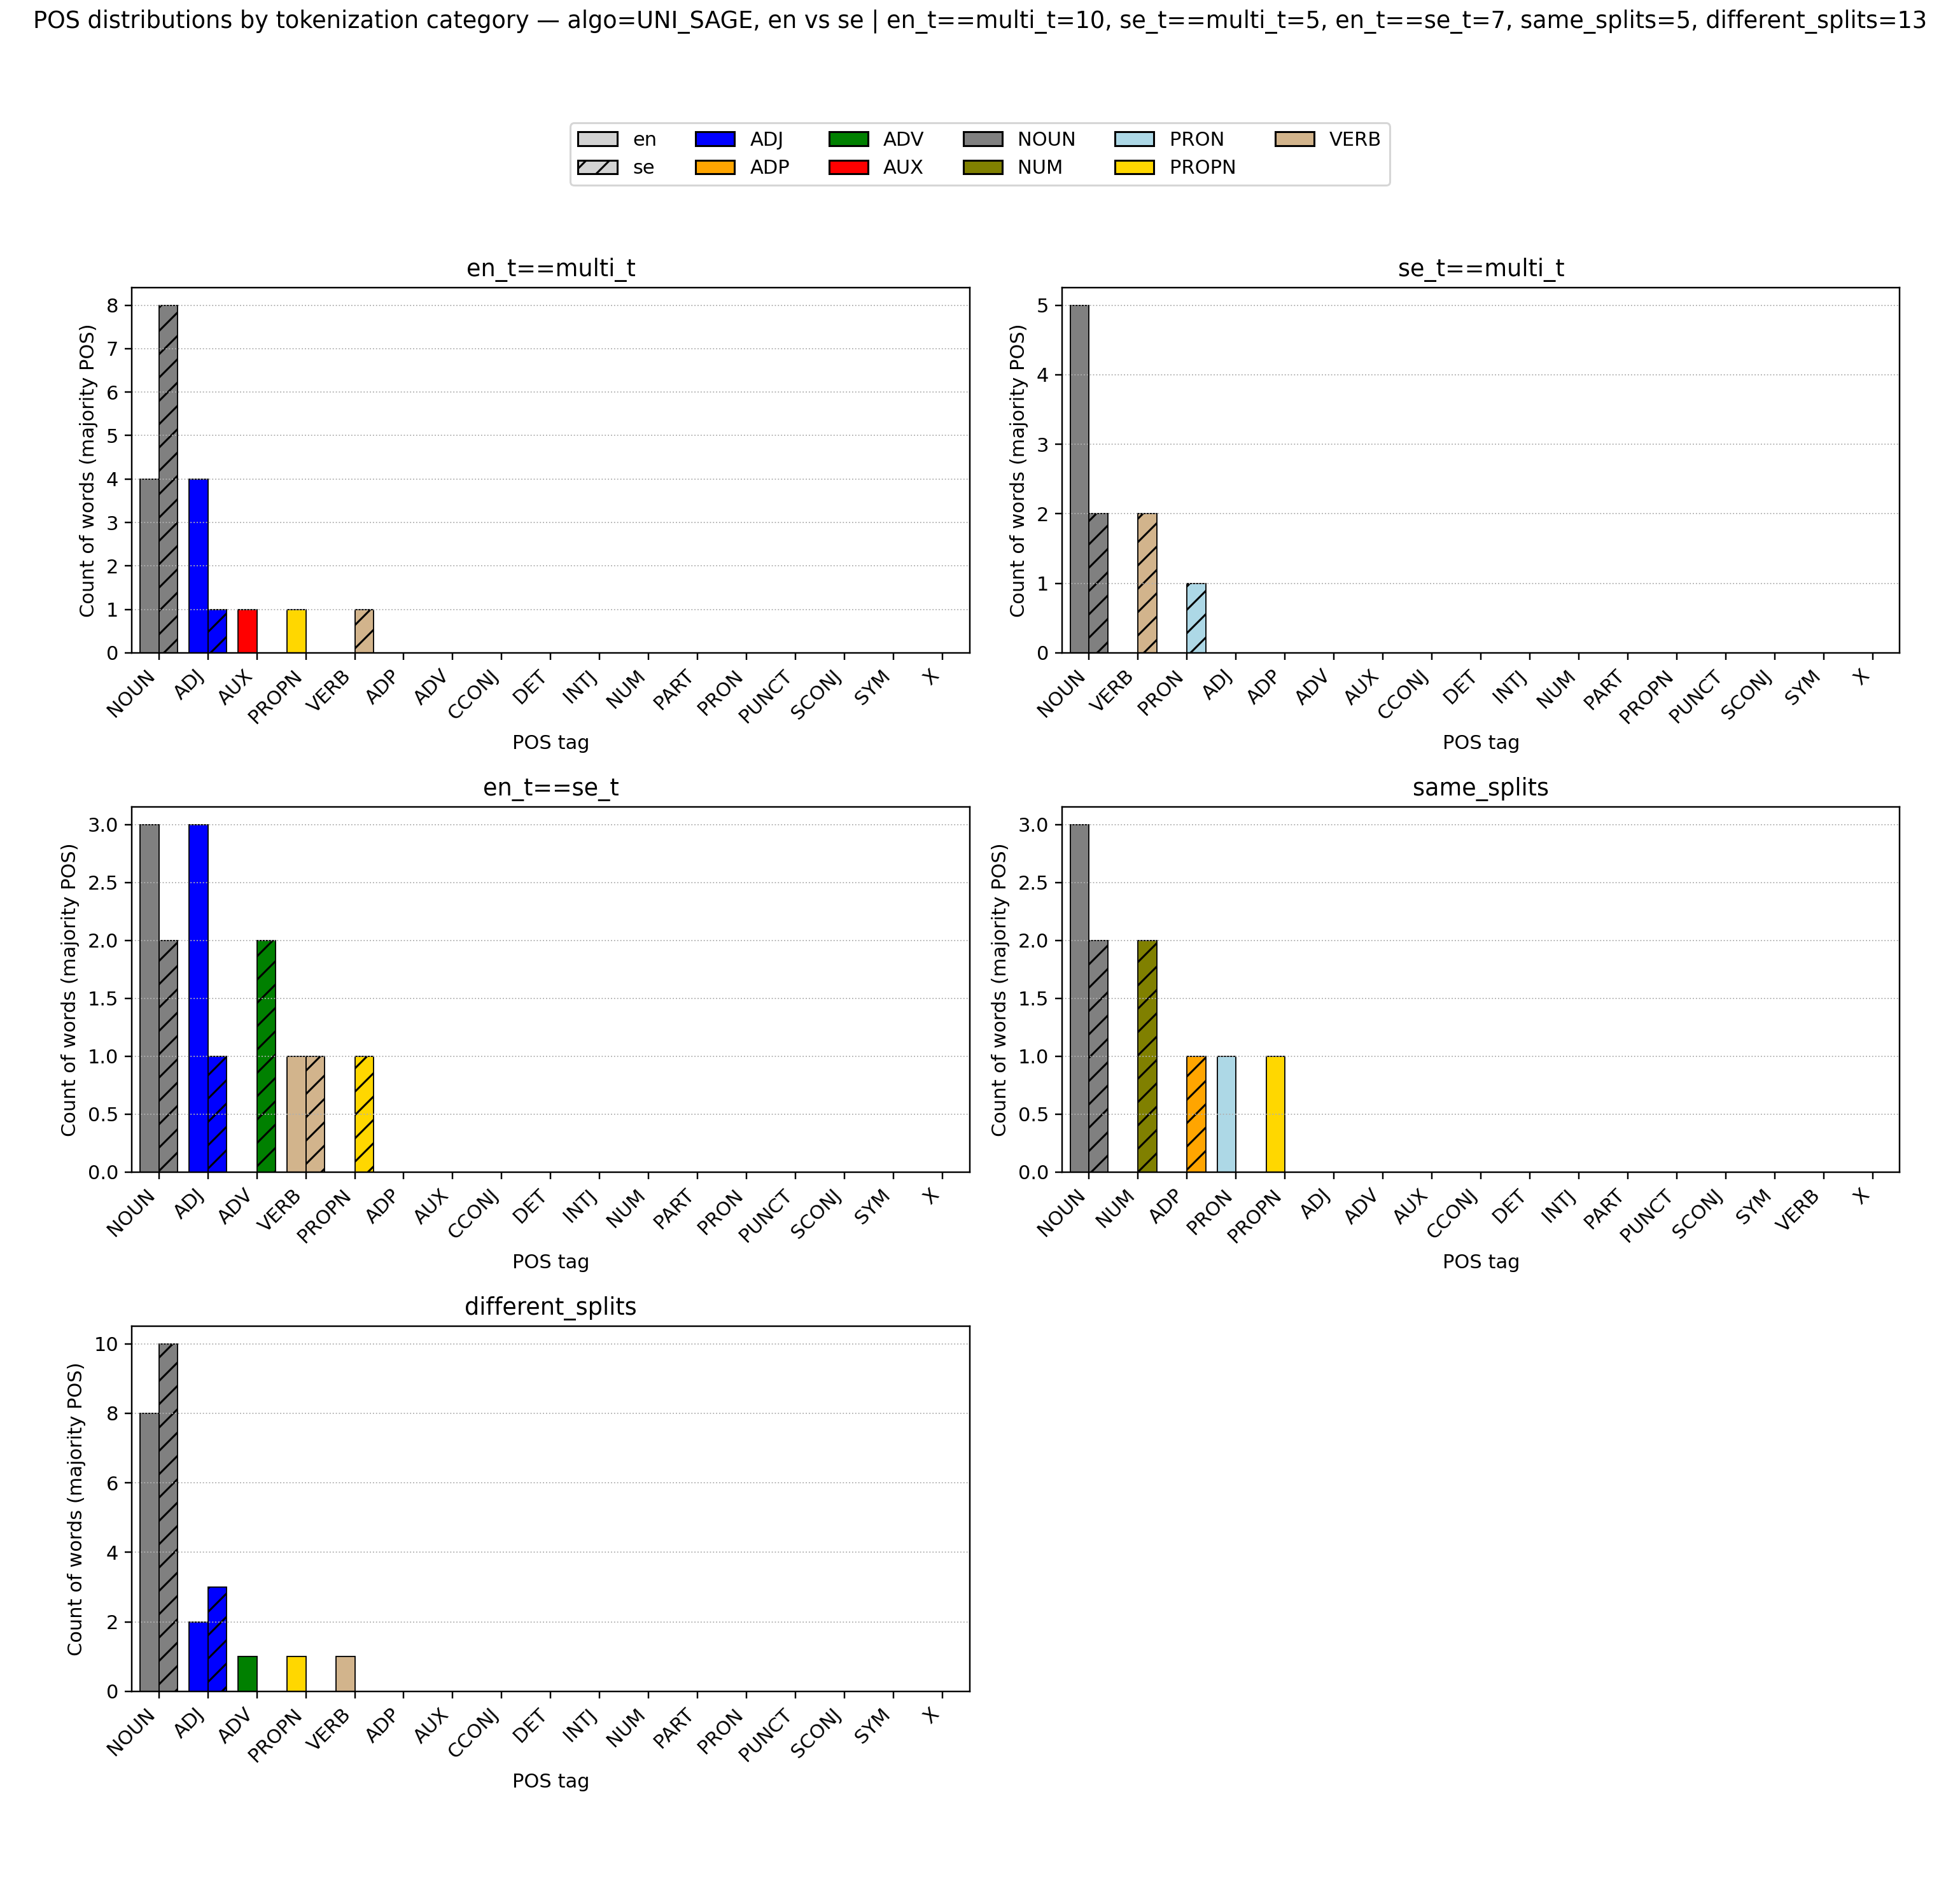 POS distributions by tokenization category — algo=UNI_SAGE, en vs se | en_t==multi_t=10, se_t==multi_t=5, en_t==se_t=7, same_splits=5, different_splits=13
en ADJ ADV NOUN PRON VERB
se ADP AUX NUM PROPN
en_t==multi_t
Count of words (majority POS)
8
7
6
5
4
3
2
1
0
NOUN ADJ AUX PROPN VERB ADP ADV CCONJ DET INTJ NUM PART PRON PUNCT SCONJ SYM X
POS tag
se_t==multi_t
Count of words (majority POS)
5
4
3
2
1
0
NOUN VERB PRON ADJ ADP ADV AUX CCONJ DET INTJ NUM PART PROPN PUNCT SCONJ SYM X
POS tag
en_t==se_t
Count of words (majority POS)
3.0
2.5
2.0
1.5
1.0
0.5
0.0
NOUN ADJ ADV VERB PROPN ADP AUX CCONJ DET INTJ NUM PART PRON PUNCT SCONJ SYM X
POS tag
same_splits
Count of words (majority POS)
3.0
2.5
2.0
1.5
1.0
0.5
0.0
NOUN NUM ADP PRON PROPN ADJ ADV AUX CCONJ DET INTJ PART PUNCT SCONJ SYM VERB X
POS tag
different_splits
Count of words (majority POS)
10
8
6
4
2
0
NOUN ADJ ADV PROPN VERB ADP AUX CCONJ DET INTJ NUM PART PRON PUNCT SCONJ SYM X
POS tag